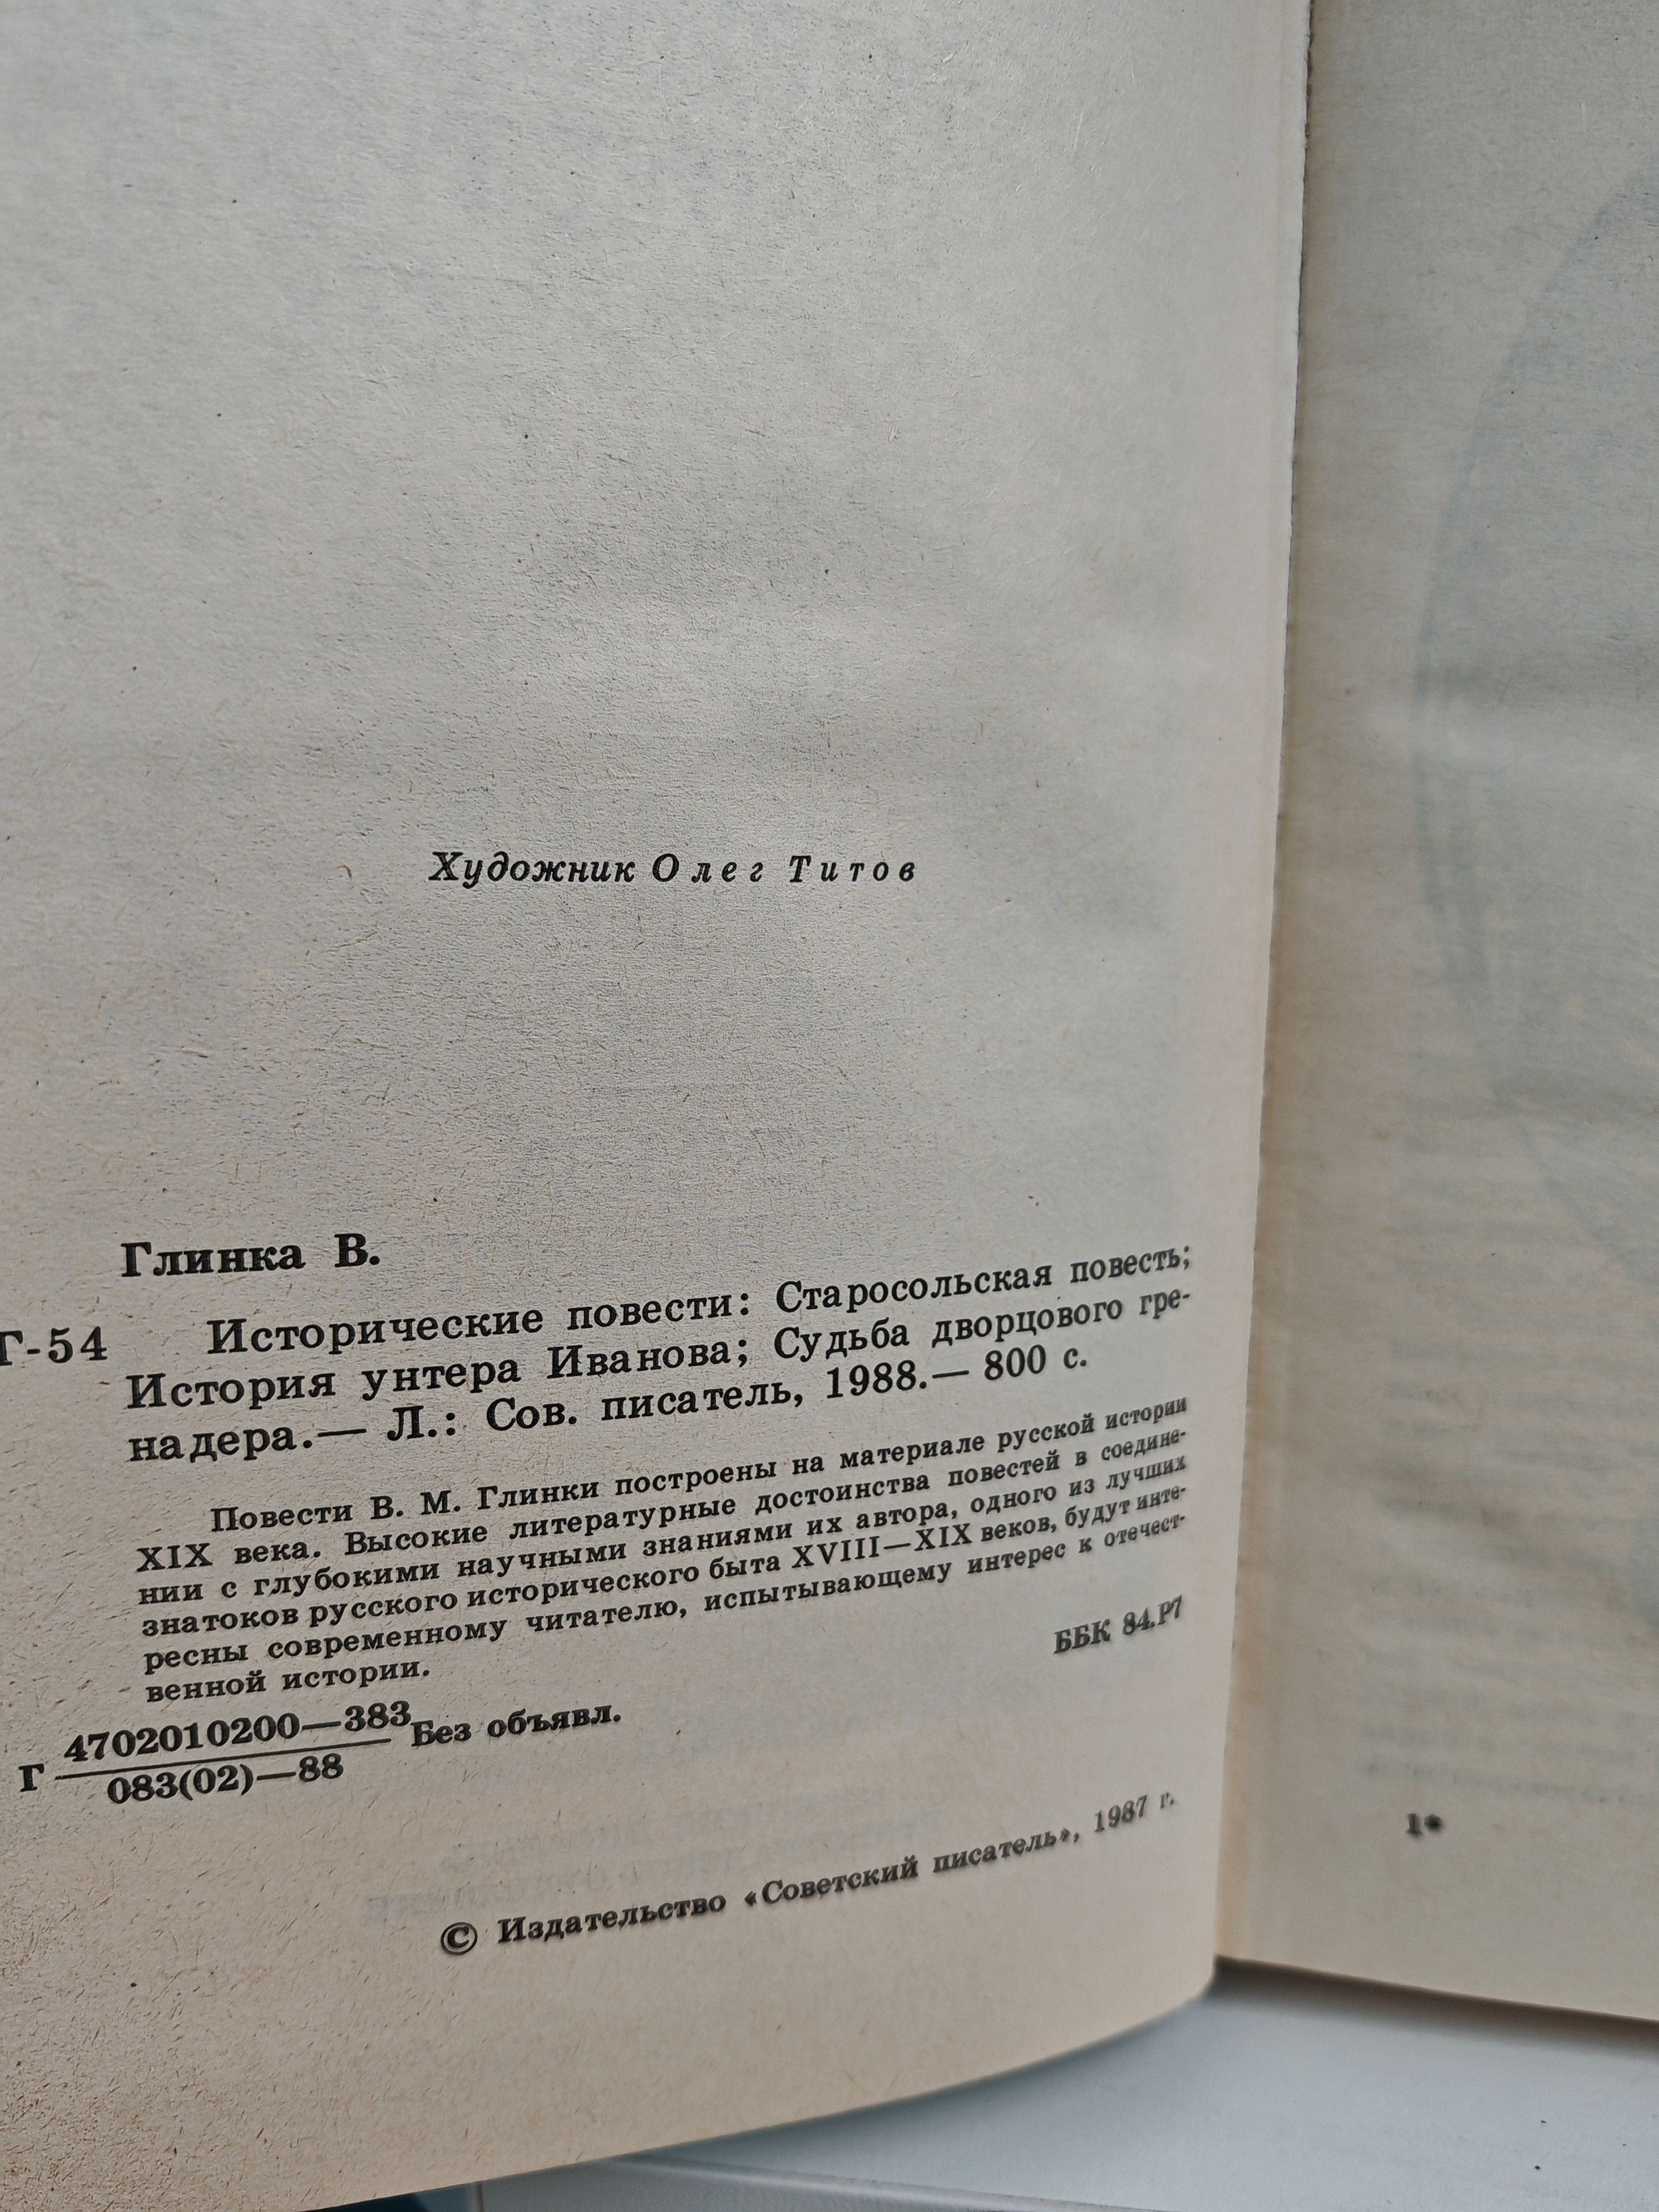 Художник Олег Титов
Глинка В.
Г-54 Исторические повести: Старосольская повесть;
История унтера Иванова; Судьба дворцового гре-
надера.— Л.: Сов. писатель, 1988.— 800 с.
Повести В. М. Глинки построены на материале русской истории
XIX века. Высокие литературные достоинства повестей в соедине-
нии с глубокими научными знаниями их автора, одного из лучших
знатоков русского исторического быта XVIII—XIX веков, будут инте-
ресны современному читателю, испытывающему интерес к отечест-
венной истории.
ББК 84.Р7
Г 4702010200—383 Без объявл.
083(02)—88
© Издательство «Советский писатель», 1987 г.
1*